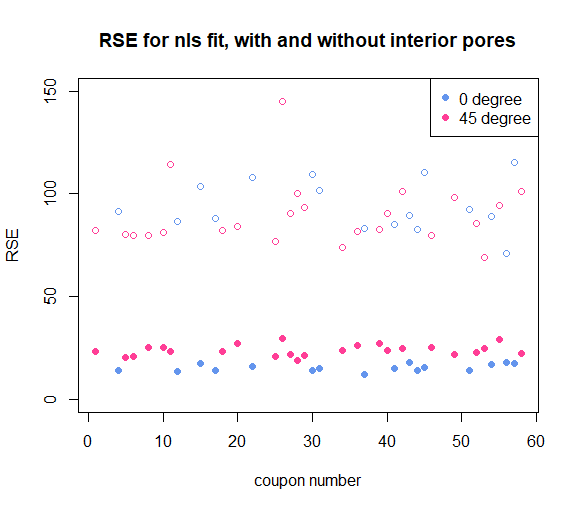 RSE for nls fit, with and without interior pores
0 degree
45 degree
150
100
50
0
RSE
0 10 20 30 40 50 60
coupon number